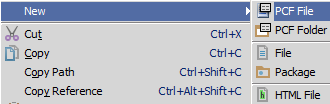 New
Cut Ctrl+X
Copy Ctrl+C
Copy Path Ctrl+Shift+C
Copy Reference Ctrl+Alt+Shift+C
PCF File
PCF Folder
File
Package
HTML File